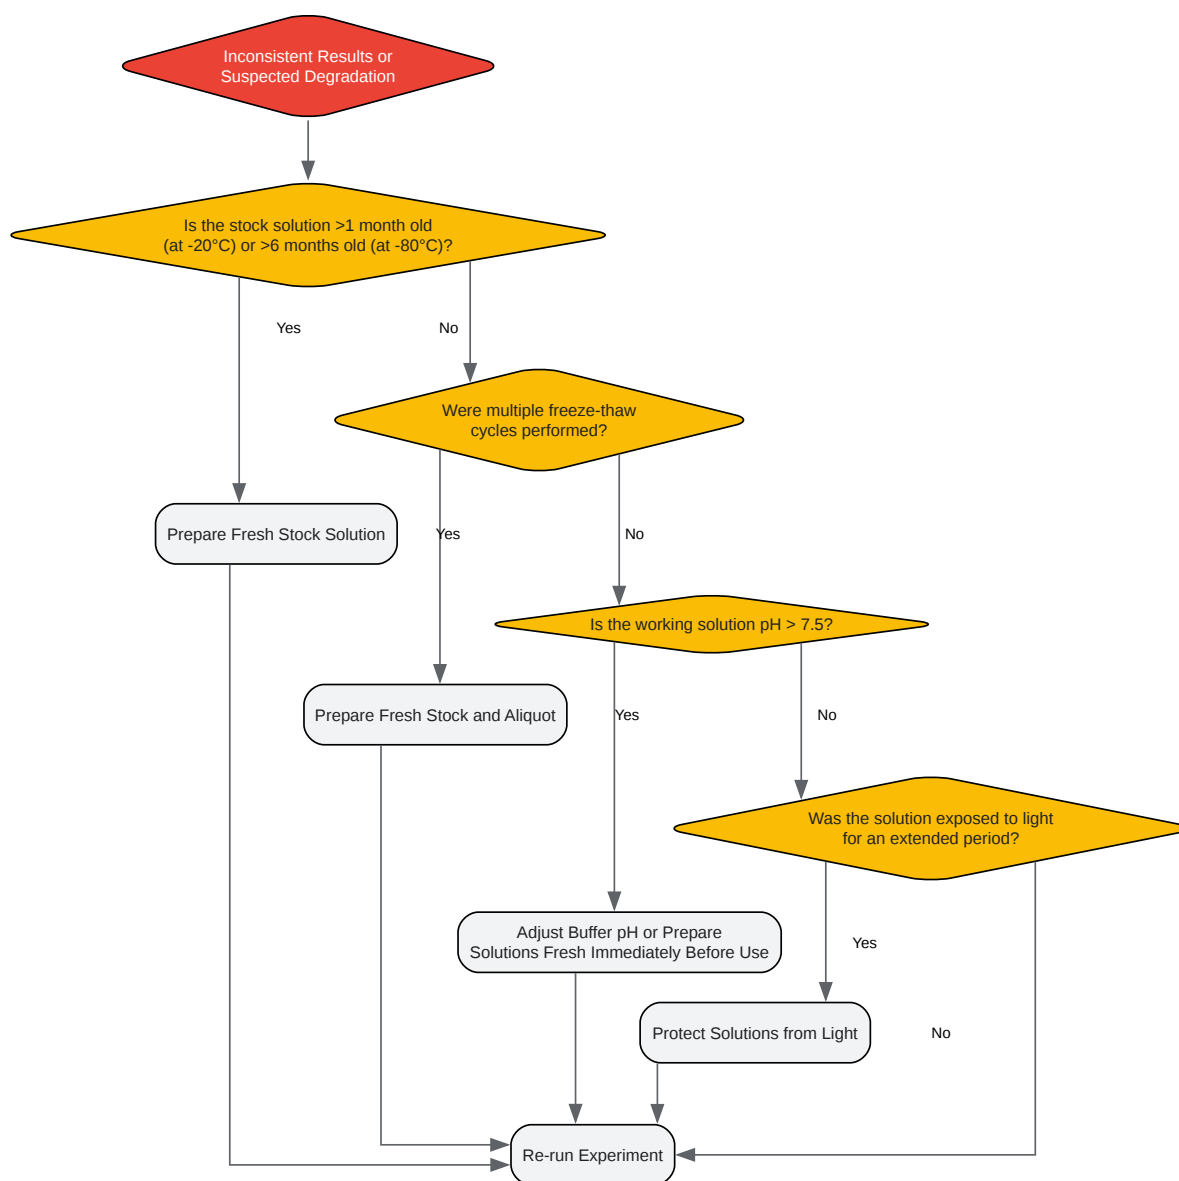 Inconsistent Results or
Suspected Degradation
Is the stock solution >1 month old
(at -20°C) or >6 months old (at -80°C)?
Yes
No
Were multiple freeze-thaw
cycles performed?
Prepare Fresh Stock Solution
Yes
No
Is the working solution pH > 7.5?
Prepare Fresh Stock and Aliquot
Yes
No
Was the solution exposed to light
for an extended period?
Adjust Buffer pH or Prepare
Solutions Fresh Immediately Before Use
Yes
Protect Solutions from Light
No
Re-run Experiment